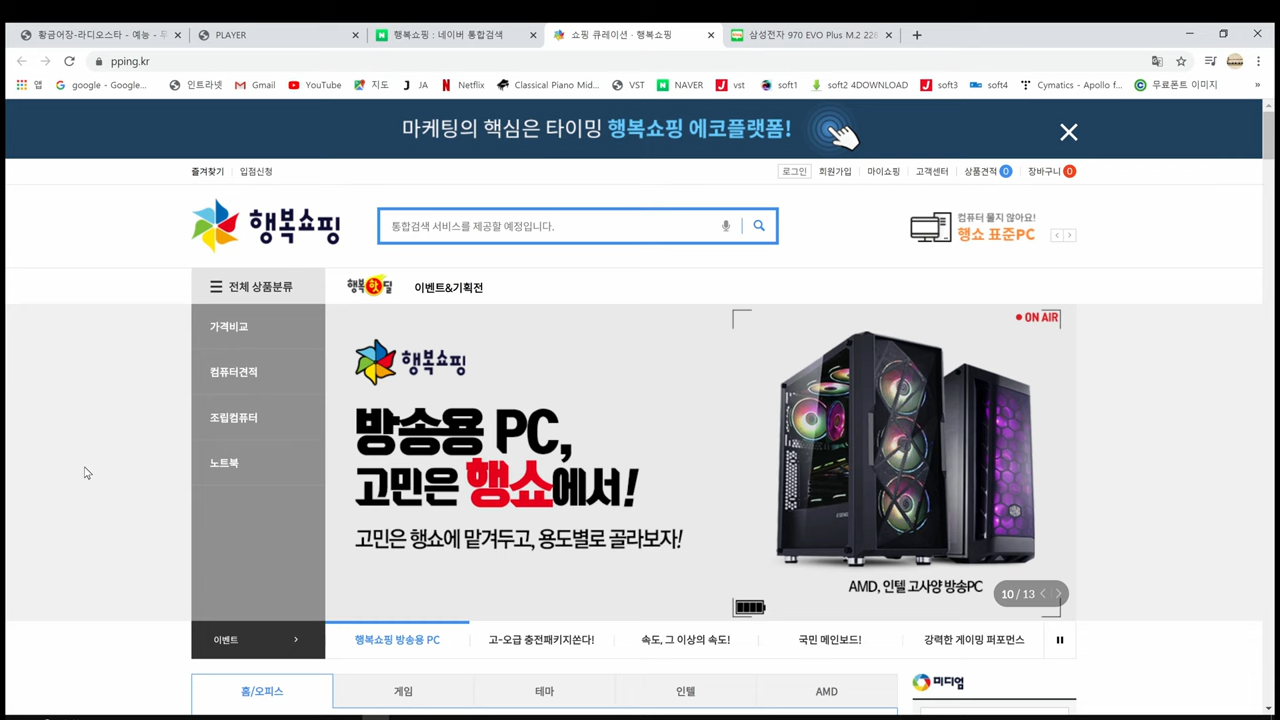 황금어장-라디오스타 - 예능 - 두
PLAYER
행복쇼핑 : 네이버 통합검색
쇼핑 큐레이션 · 행복쇼핑
삼성전자 970 EVO Plus M.2 228
pping.kr
앱
google - Google...
인트라넷
Gmail
YouTube
지도
JA
Netflix
Classical Piano Mid...
VST
NAVER
vst
soft1
soft2 4DOWNLOAD
soft3
soft4
Cymatics - Apollo f...
무료폰트 이미지
»
마케팅의 핵심은 타이밍 행복쇼핑 에코플랫폼!
즐겨찾기
입점신청
로그인
회원가입
마이쇼핑
고객센터
상품견적 0
장바구니 0
행복쇼핑
통합검색 서비스를 제공할 예정입니다.
컴퓨터 물지 않아요!
행쇼 표준PC
전체 상품분류
행복핫딜
이벤트&기획전
가격비교
컴퓨터견적
조립컴퓨터
노트북
행복쇼핑
방송용 PC,
고민은 행쇼에서!
고민은 행쇼에 맡겨두고, 용도별로 골라보자!
ON AIR
AMD, 인텔 고사양 방송PC
10 / 13
이벤트
행복쇼핑 방송용 PC
고-오급 충전패키지쏜다!
속도, 그 이상의 속도!
국민 메인보드!
강력한 게이밍 퍼포먼스
홈/오피스
게임
테마
인텔
AMD
미디엄